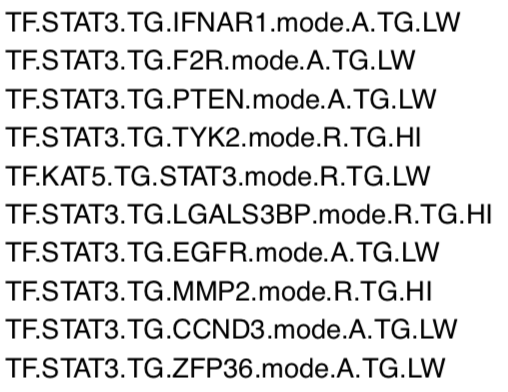 TF.STAT3.TG.IFNAR1.mode.A.TG.LW
TF.STAT3.TG.F2R.mode.A.TG.LW
TF.STAT3.TG.PTEN.mode.A.TG.LW
TF.STAT3.TG.TYK2.mode.R.TG.HI
TF.KAT5.TG.STAT3.mode.R.TG.LW
TF.STAT3.TG.LGALS3BP.mode.R.TG.HI
TF.STAT3.TG.EGFR.mode.A.TG.LW
TF.STAT3.TG.MMP2.mode.R.TG.HI
TF.STAT3.TG.CCND3.mode.A.TG.LW
TF.STAT3.TG.ZFP36.mode.A.TG.LW